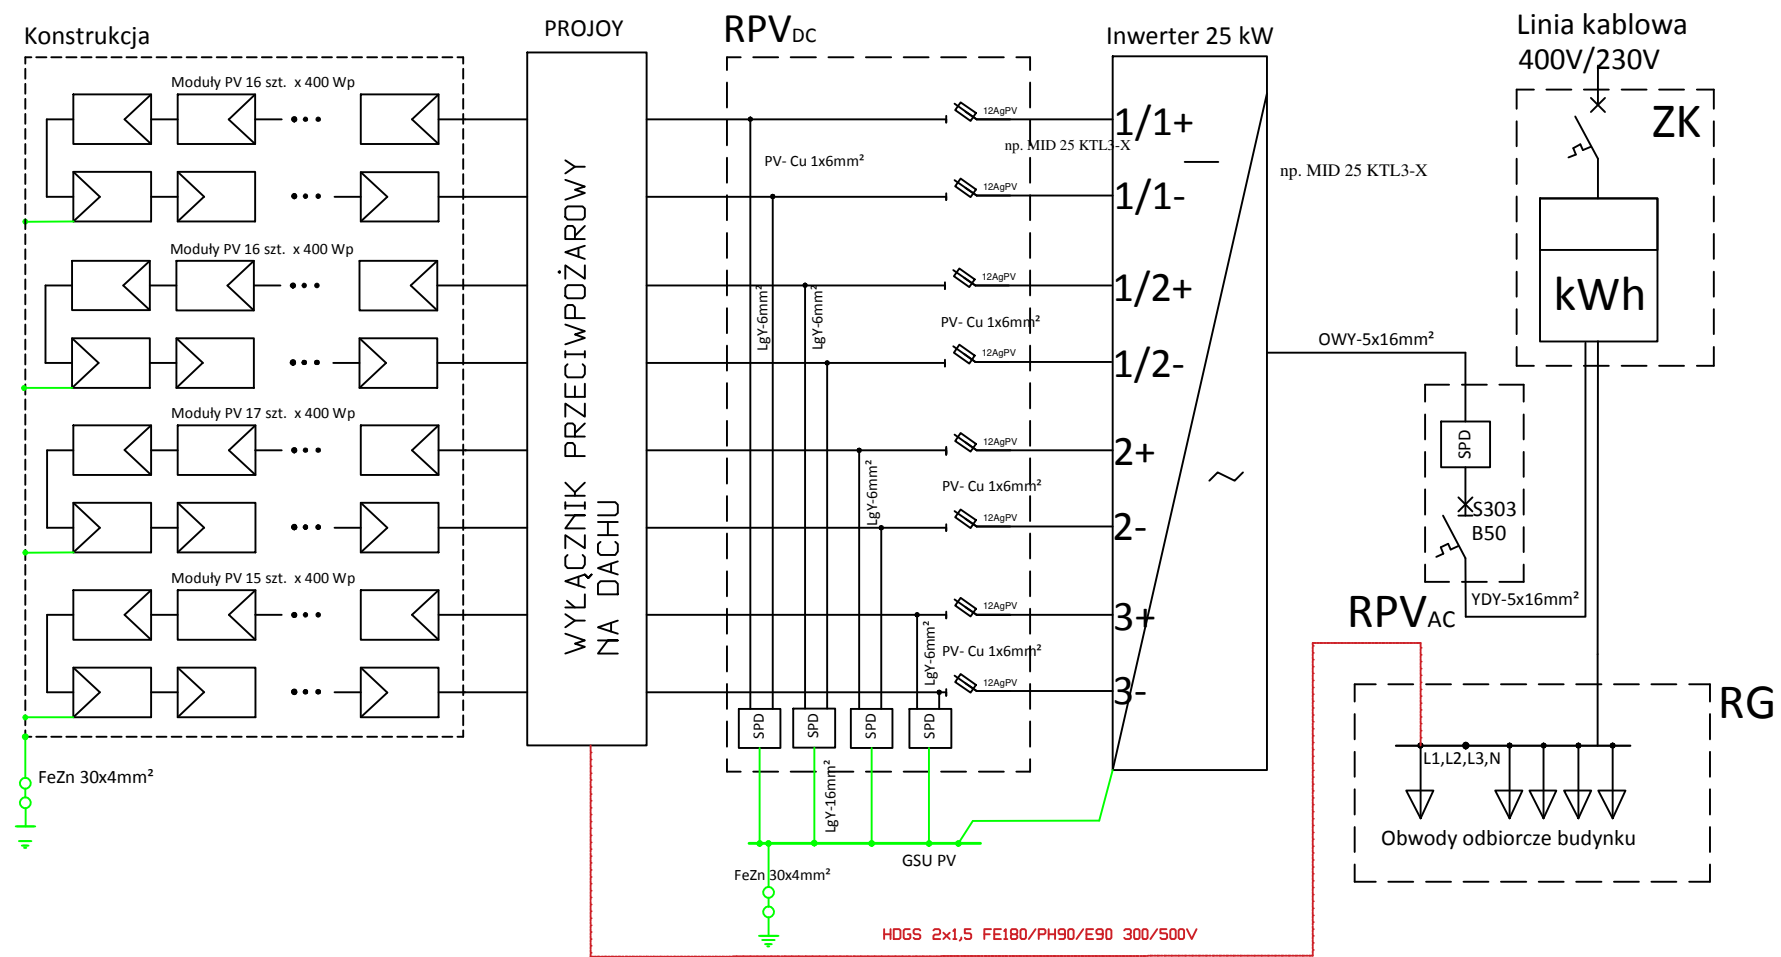 Konstrukcja
PROJOY
RPV DC
Inwerter 25 kW
Linia kablowa
400V/230V
Moduły PV 16 szt. x 400 Wp
Moduły PV 16 szt. x 400 Wp
Moduły PV 17 szt. x 400 Wp
Moduły PV 15 szt. x 400 Wp
FeZn 30x4mm²
WYŁĄCZNIK PRZECIWPOŻAROWY
NA DACHU
12AgPV
12AgPV
12AgPV
12AgPV
12AgPV
12AgPV
12AgPV
12AgPV
PV- Cu 1x6mm²
PV- Cu 1x6mm²
PV- Cu 1x6mm²
PV- Cu 1x6mm²
LgY-6mm²
LgY-6mm²
LgY-6mm²
LgY-6mm²
SPD
SPD
SPD
SPD
LgY-16mm²
GSU PV
FeZn 30x4mm²
1/1+
np. MID 25 KTL3-X
1/1-
1/2+
1/2-
2+
2-
3+
3-
np. MID 25 KTL3-X
ZK
kWh
OWY-5x16mm²
SPD
S303
B50
YDY-5x16mm²
RPV AC
RG
L1,L2,L3,N
Obwody odbiorcze budynku
HDGS 2x1,5 FE180/PH90/E90 300/500V